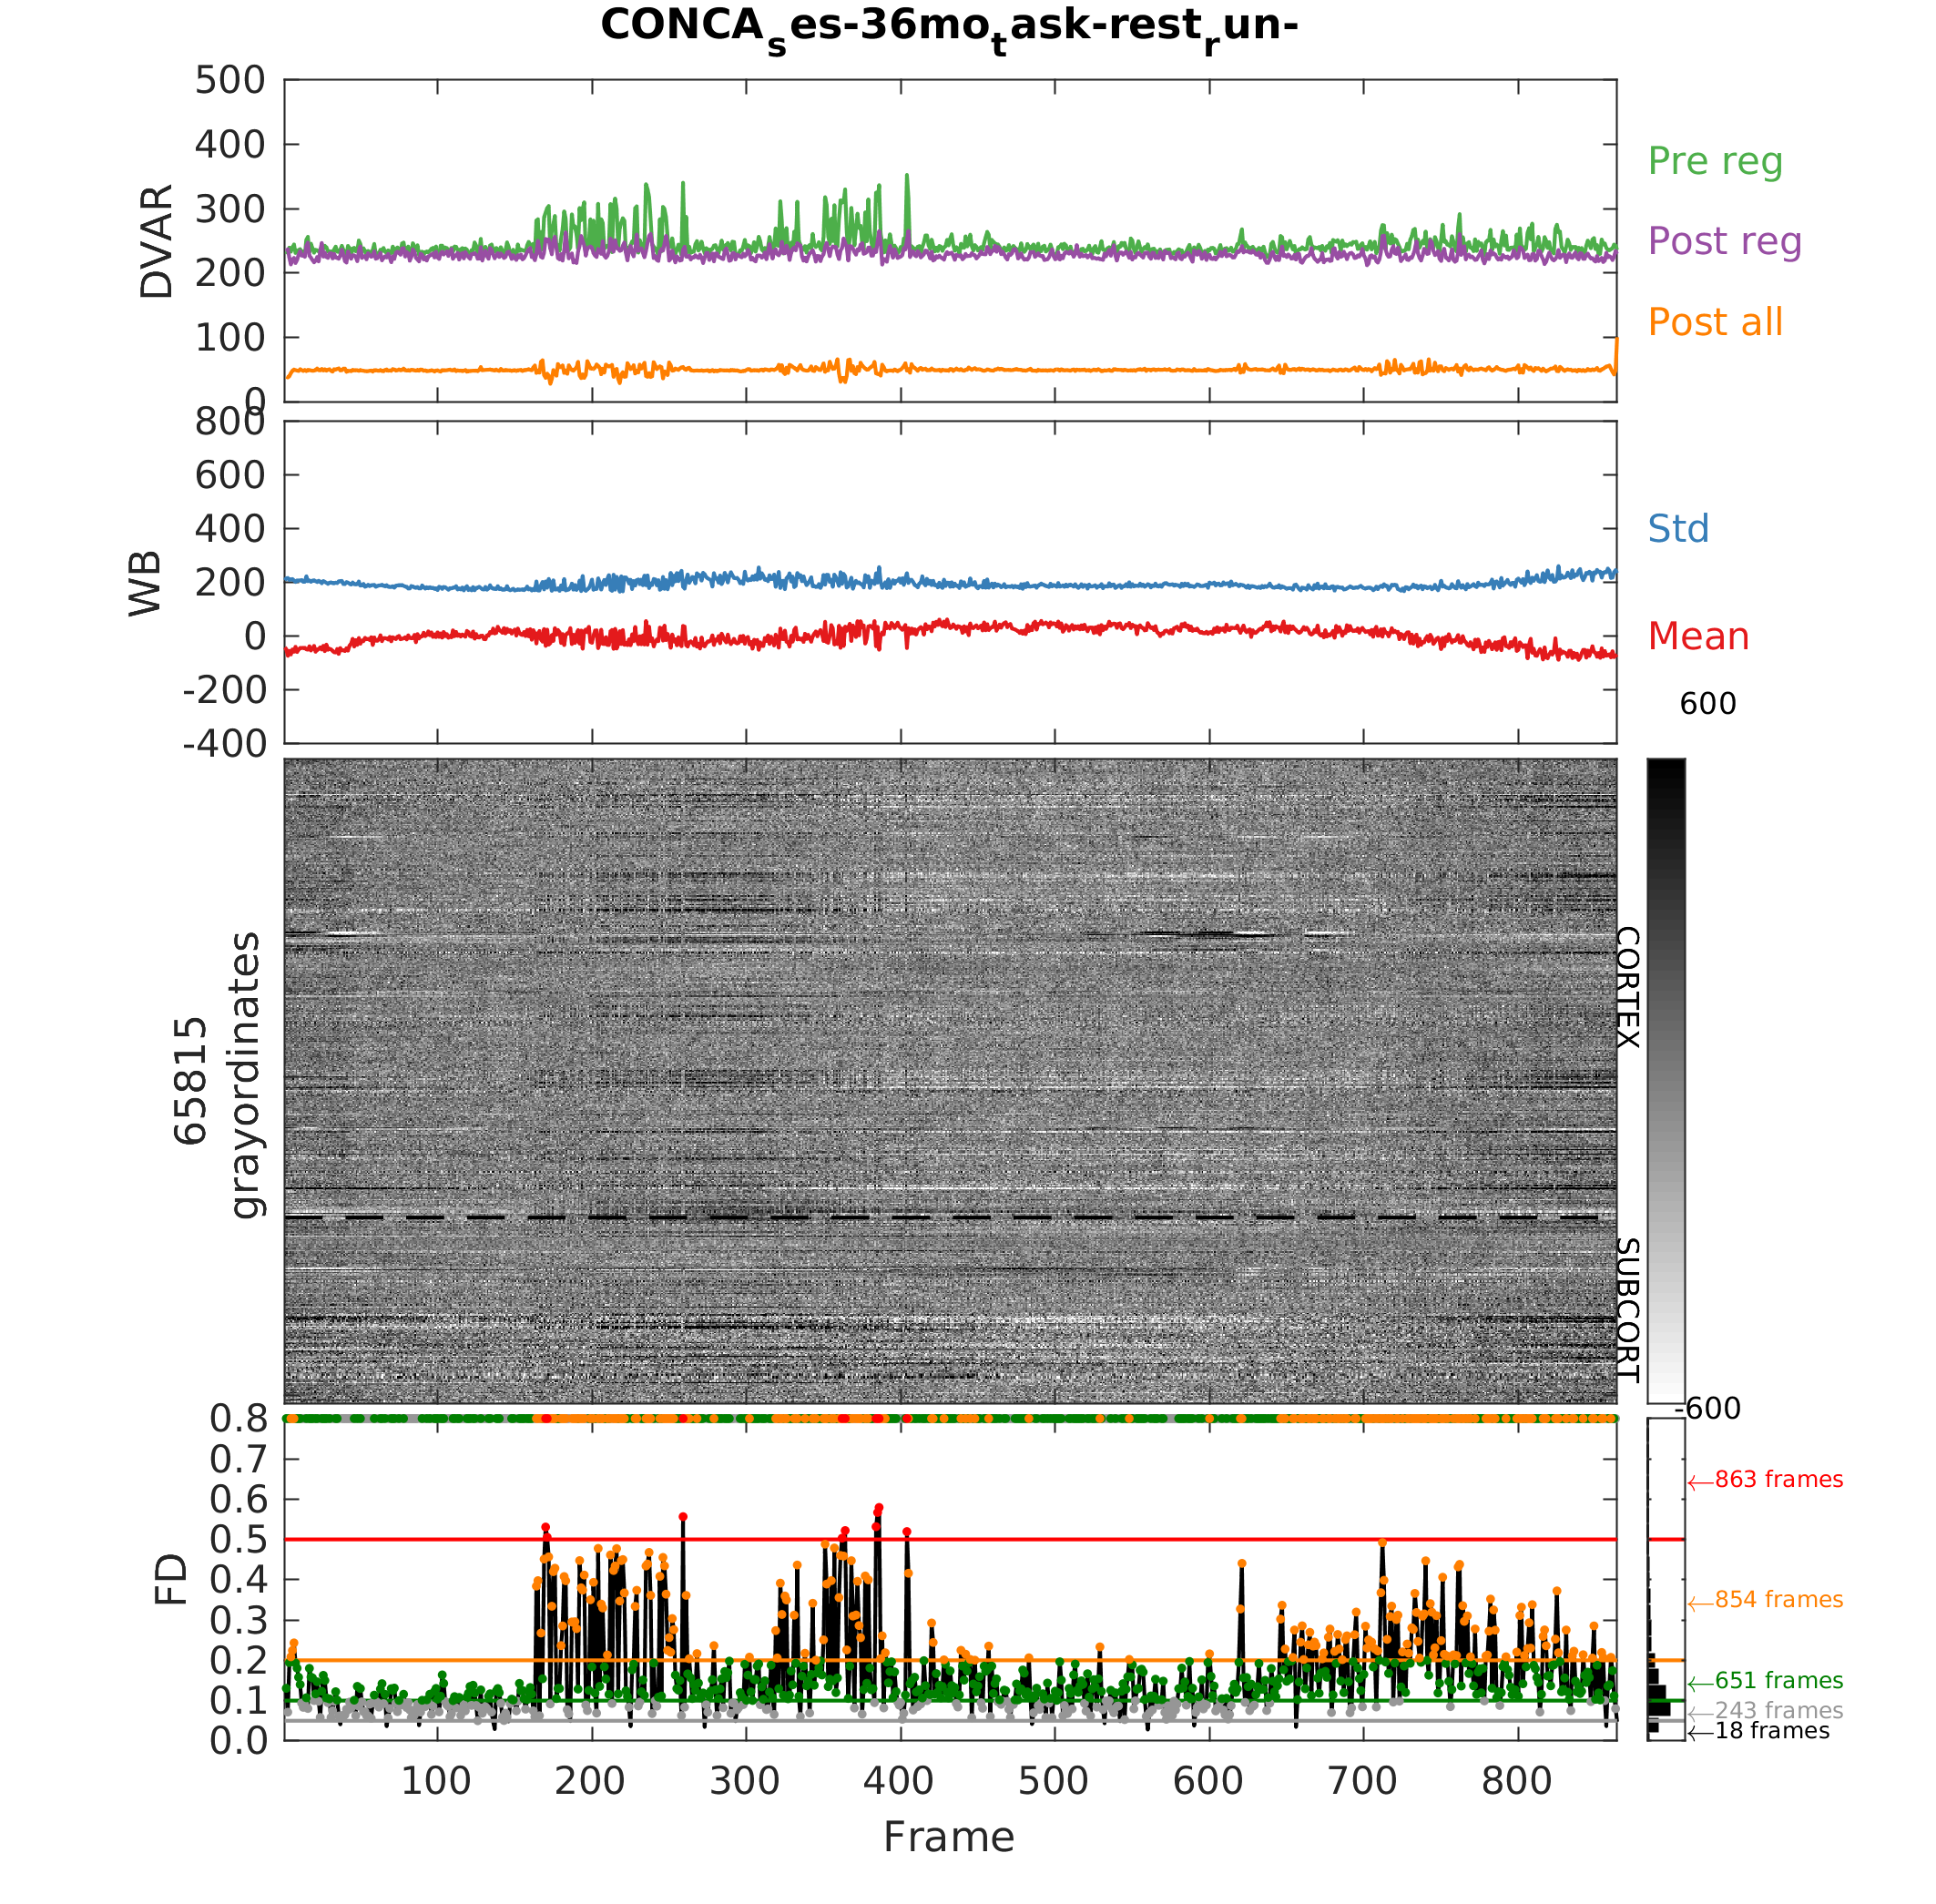 CONCAses-36motask-restrun-
500
400
300
200
100
0
DVAR
Pre reg
Post reg
Post all
800
600
400
200
0
-200
-400
WB
Std
Mean
600
65815
grayordinates
CORTEX
SUBCORT
-600
0.8
0.7
0.6
0.5
0.4
0.3
0.2
0.1
0.0
FD
←863 frames
←854 frames
←651 frames
←243 frames
←18 frames
100 200 300 400 500 600 700 800
Frame